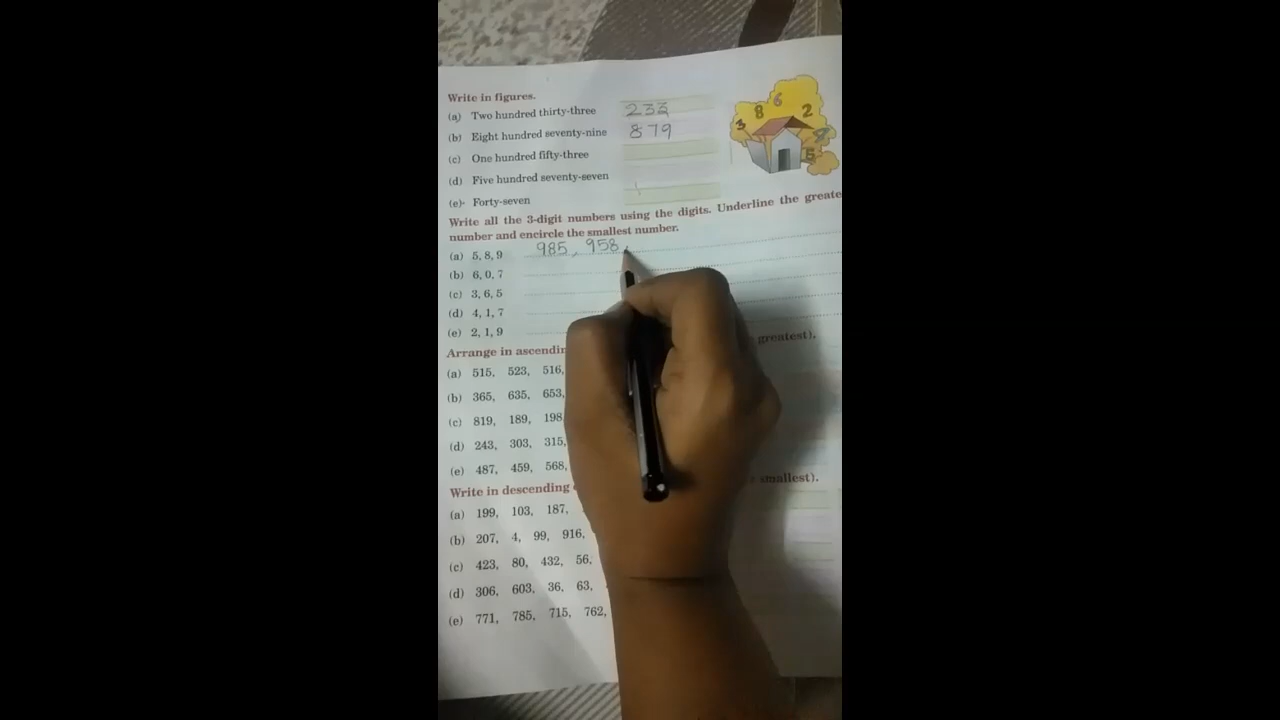 Write in figures.
(a) Two hundred thirty-three 233
(b) Eight hundred seventy-nine 879
(c) One hundred fifty-three
(d) Five hundred seventy-seven
(e)- Forty-seven
3 8 6 2
5
Write all the 3-digit numbers using the digits. Underline the greate
number and encircle the smallest number.
(a) 5, 8, 9 985, 958,
(b) 6, 0, 7
(c) 3, 6, 5
(d) 4, 1, 7
(e) 2, 1, 9
Arrange in ascendin greatest).
(a) 515, 523, 516,
(b) 365, 635, 653,
(c) 819, 189, 198
(d) 243, 303, 315,
(e) 487, 459, 568,
Write in descending smallest).
(a) 199, 103, 187,
(b) 207, 4, 99, 916,
(c) 423, 80, 432, 56,
(d) 306, 603, 36, 63,
(e) 771, 785, 715, 762,